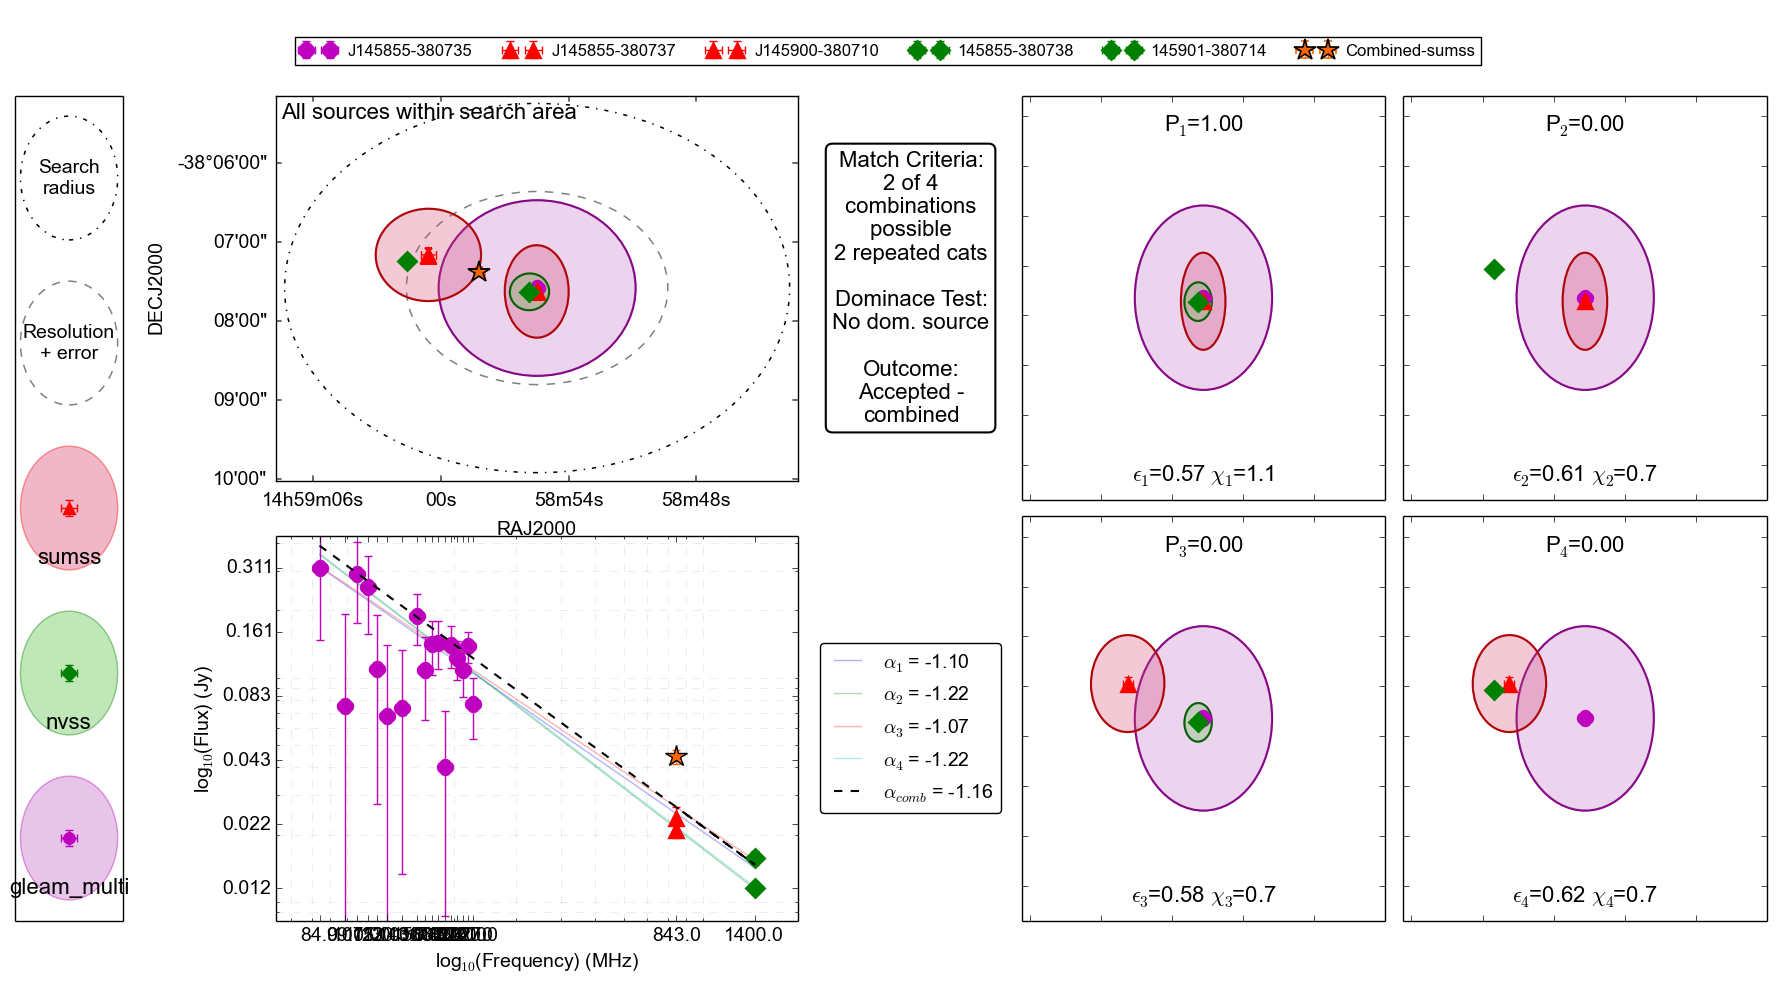 J145855-380735
J145855-380737
J145900-380710
145855-380738
145901-380714
Combined-sumss
Search
radius
Resolution
+ error
sumss
nvss
gleam_multi
All sources within search area
DECJ2000
-38°06'00"
07'00"
08'00"
09'00"
10'00"
14h59m06s
00s
58m54s
58m48s
RAJ2000
Match Criteria:
2 of 4
combinations
possible
2 repeated cats
Dominace Test:
No dom. source
Outcome:
Accepted -
combined
P1=1.00
ϵ1=0.57 χ1=1.1
P2=0.00
ϵ2=0.61 χ2=0.7
P3=0.00
ϵ3=0.58 χ3=0.7
P4=0.00
ϵ4=0.62 χ4=0.7
log10(Flux) (Jy)
0.311
0.161
0.083
0.043
0.022
0.012
843.0
1400.0
log10(Frequency) (MHz)
α1 = -1.10
α2 = -1.22
α3 = -1.07
α4 = -1.22
αcomb = -1.16